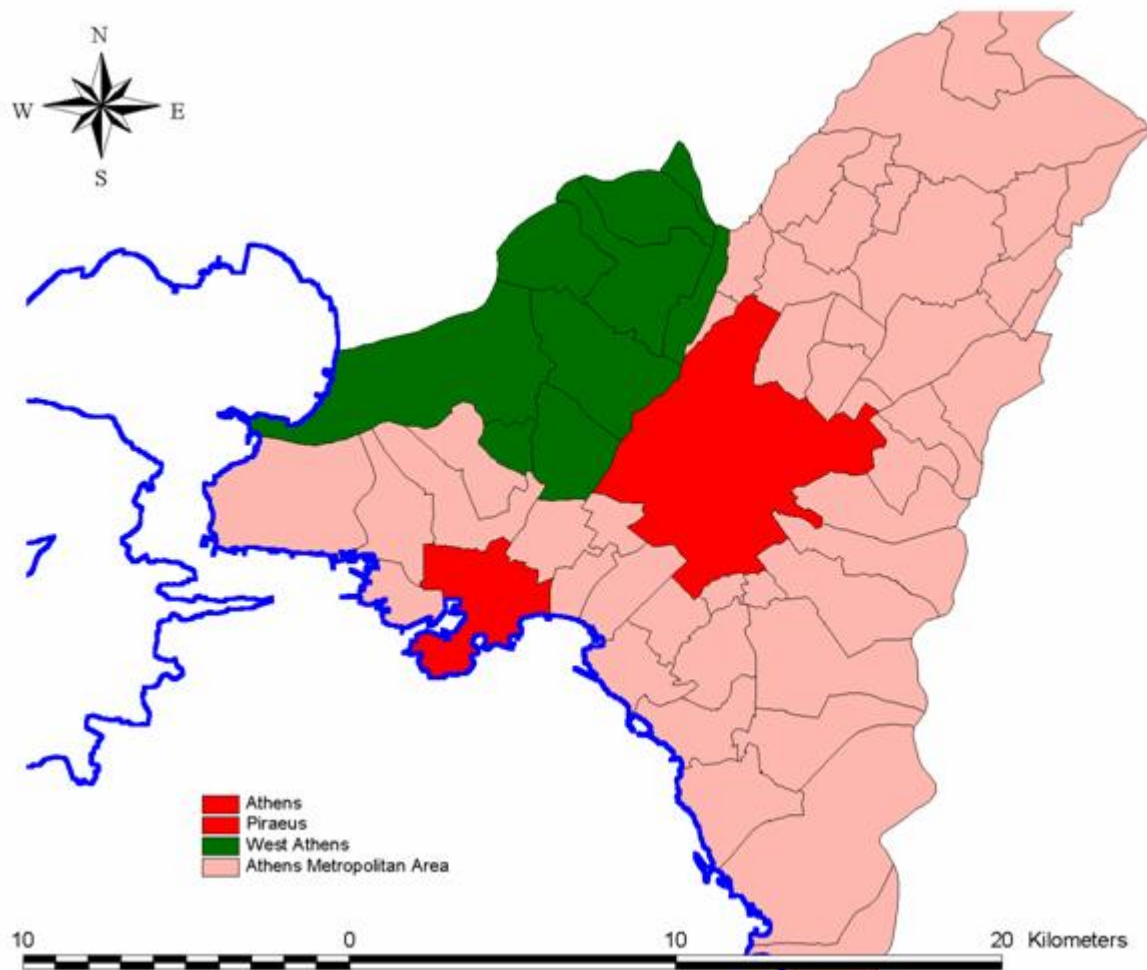 N
W E
S
Athens
Piraeus
West Athens
Athens Metropolitan Area
10 0 10 20 Kilometers